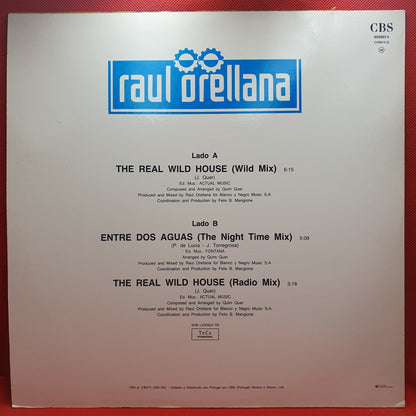 CBS
raul orellana
Lado A
THE REAL WILD HOUSE (Wild Mix) 6:15
(J. Quer)
Ed. Mus.: ACTUAL MUSIC
Composed and Arranged by Quim Quer
Produced and Mixed by Raul Orellana for Blanco y Negro Music S.A.
Coordination and Production by Felix B. Mangione
Lado B
ENTRE DOS AGUAS (The Night Time Mix) 5:09
(P. de Lucia - J. Torregrosa)
Ed. Mus.: FONTANA
Arranged by Quim Quer
Produced and Mixed by Raul Orellana for Blanco y Negro Music S.A.
Coordination and Production by Felix B. Mangione
THE REAL WILD HOUSE (Radio Mix) 3:18
(J. Quer)
Ed. Mus.: ACTUAL MUSIC
Composed and Arranged by Quim Quer
Produced and Mixed by Raul Orellana for Blanco y Negro Music S.A.
Coordination and Production by Felix B. Mangione
SOB LICENÇA DE